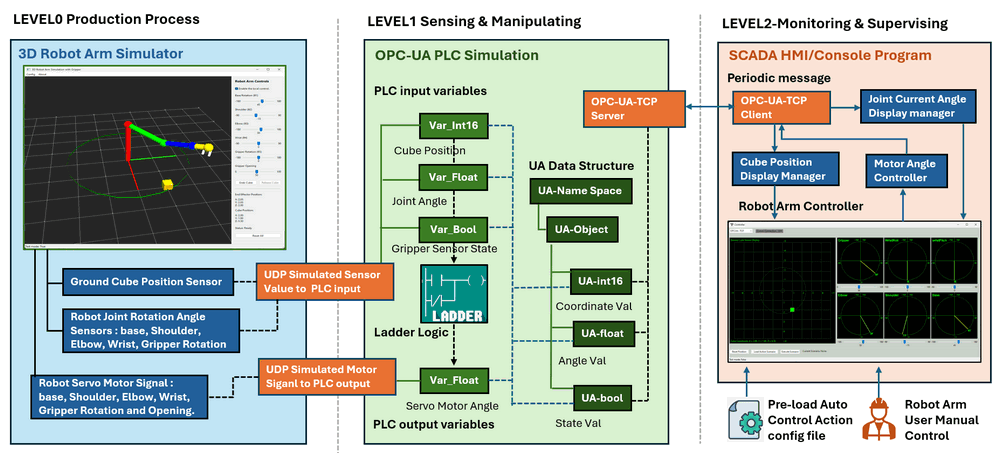 LEVEL0 Production Process
3D Robot Arm Simulator
Robot Arm Controls
Ground Cube Position Sensor
Robot Joint Rotation Angle
Sensors : base, Shoulder,
Elbow, Wrist, Gripper Rotation
Robot Servo Motor Signal :
base, Shoulder, Elbow, Wrist,
Gripper Rotation and Opening.
UDP Simulated Sensor
Value to PLC input
UDP Simulated Motor
Siganl to PLC output
LEVEL1 Sensing & Manipulating
OPC-UA PLC Simulation
PLC input variables
Var_Int16
Cube Position
Var_Float
Joint Angle
Var_Bool
Gripper Sensor State
LADDER
Ladder Logic
Var_Float
Servo Motor Angle
PLC output variables
OPC-UA-TCP
Server
UA Data Structure
UA-Name Space
UA-Object
UA-int16
Coordinate Val
UA-float
Angle Val
UA-bool
State Val
LEVEL2-Monitoring & Supervising
SCADA HMI/Console Program
Periodic message
OPC-UA-TCP
Client
Joint Current Angle
Display manager
Cube Position
Display Manager
Motor Angle
Controller
Robot Arm Controller
Pre-load Auto
Control Action
config file
Robot Arm
User Manual
Control